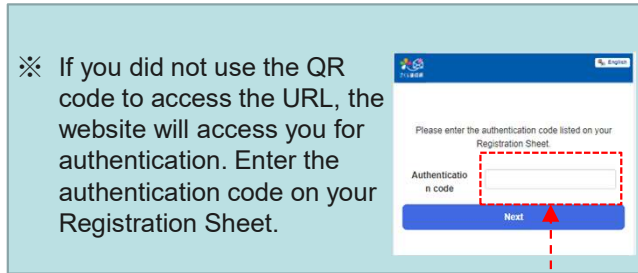 ※ If you did not use the QR
code to access the URL, the
website will access you for
authentication. Enter the
authentication code on your
Registration Sheet.
English
Please enter the authentication code listed on your
Registration Sheet.
Authenticatio
n code
Next